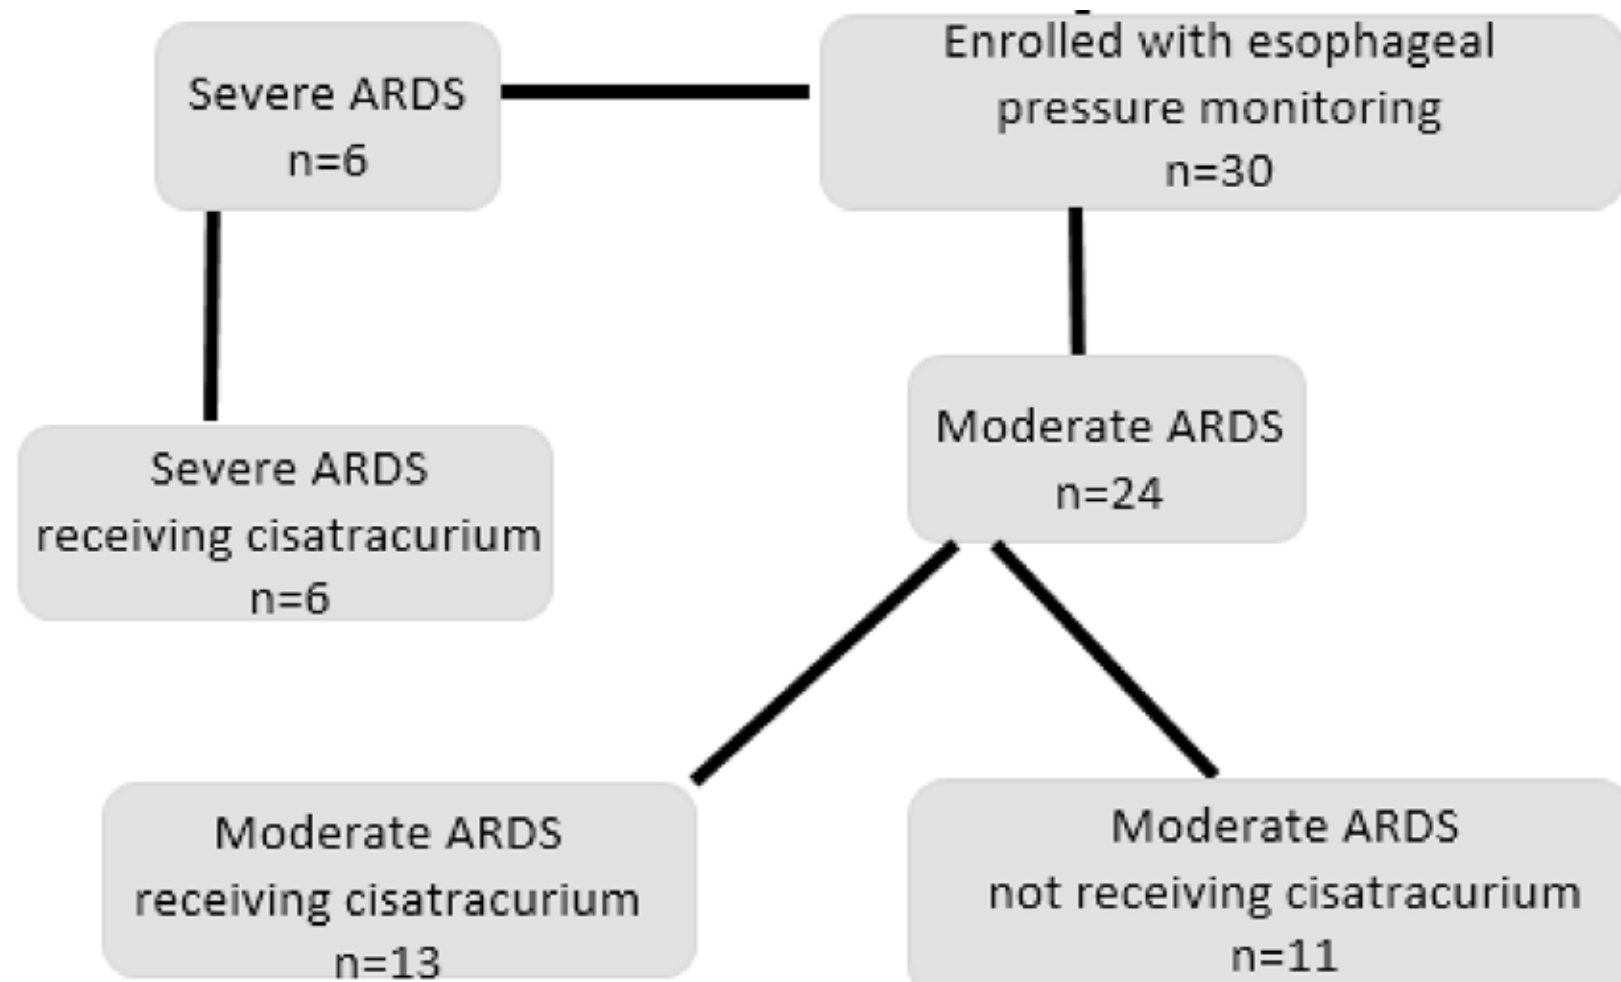 Severe ARDS
n=6
Enrolled with esophageal
pressure monitoring
n=30
Severe ARDS
receiving cisatracurium
n=6
Moderate ARDS
n=24
Moderate ARDS
receiving cisatracurium
n=13
Moderate ARDS
not receiving cisatracurium
n=11